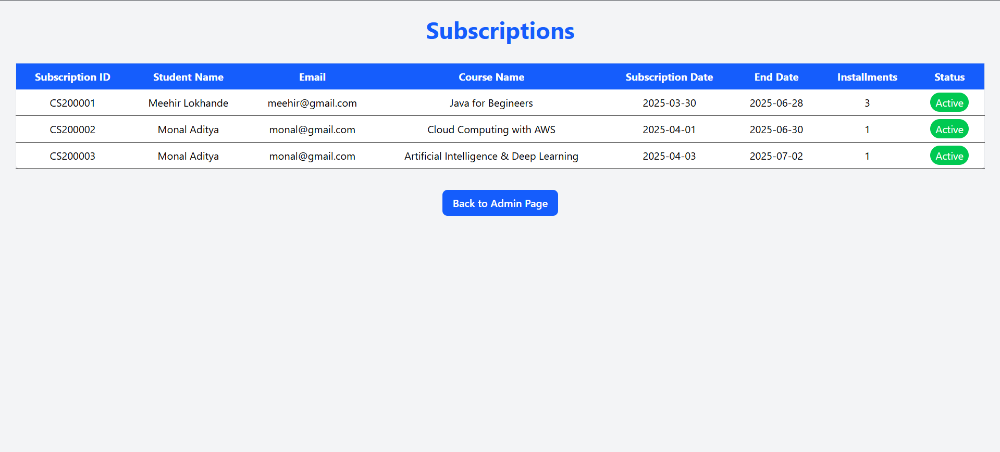 Subscriptions
Subscription ID Student Name Email Course Name Subscription Date End Date Installments Status
CS200001 Meehir Lokhande meehir@gmail.com Java for Begineers 2025-03-30 2025-06-28 3 Active
CS200002 Monal Aditya monal@gmail.com Cloud Computing with AWS 2025-04-01 2025-06-30 1 Active
CS200003 Monal Aditya monal@gmail.com Artificial Intelligence & Deep Learning 2025-04-03 2025-07-02 1 Active
Back to Admin Page